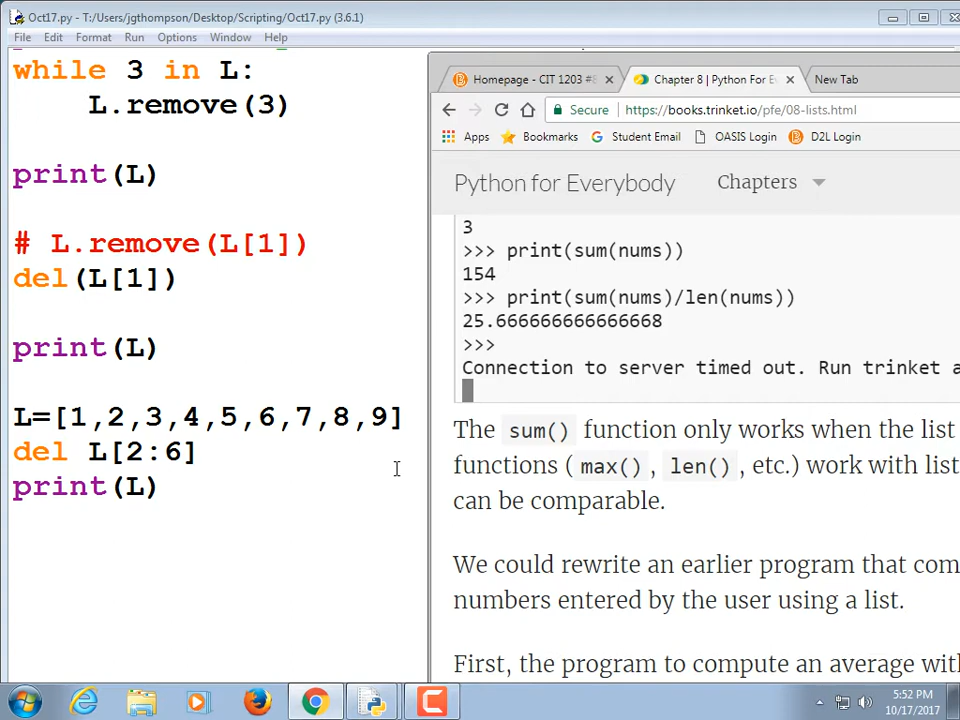 Oct17.py - T:/Users/jgthompson/Desktop/Scripting/Oct17.py (3.6.1)
File Edit Format Run Options Window Help
while 3 in L:
    L.remove(3)
print(L)
# L.remove(L[1])
del(L[1])
print(L)
L=[1,2,3,4,5,6,7,8,9]
del L[2:6]
print(L)
Homepage - CIT 1203 #8
Chapter 8 | Python For E
New Tab
Secure https://books.trinket.io/pfe/08-lists.html
Apps Bookmarks Student Email OASIS Login D2L Login
Python for Everybody Chapters
3
>>> print(sum(nums))
154
>>> print(sum(nums)/len(nums))
25.666666666666668
>>>
Connection to server timed out. Run trinket a
The sum() function only works when the list
functions ( max() , len() , etc.) work with list
can be comparable.
We could rewrite an earlier program that com
numbers entered by the user using a list.
First, the program to compute an average with
5:52 PM
10/17/2017